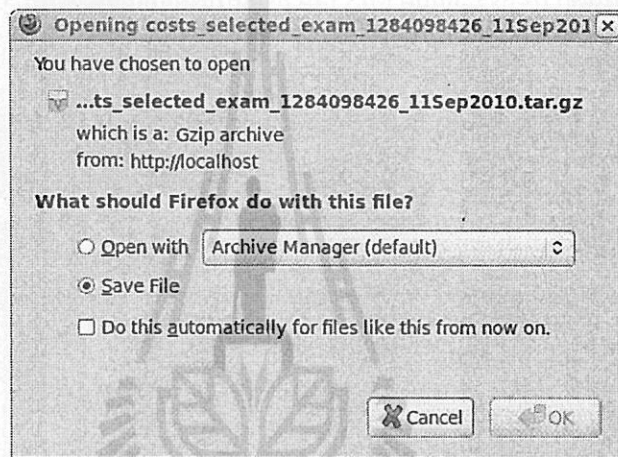 Opening costs_selected_exam_1284098426_11Sep201
You have chosen to open
...ts_selected_exam_1284098426_11Sep2010.tar.gz
which is a: Gzip archive
from: http://localhost
What should Firefox do with this file?
Open with Archive Manager (default)
Save File
Do this automatically for files like this from now on.
Cancel OK